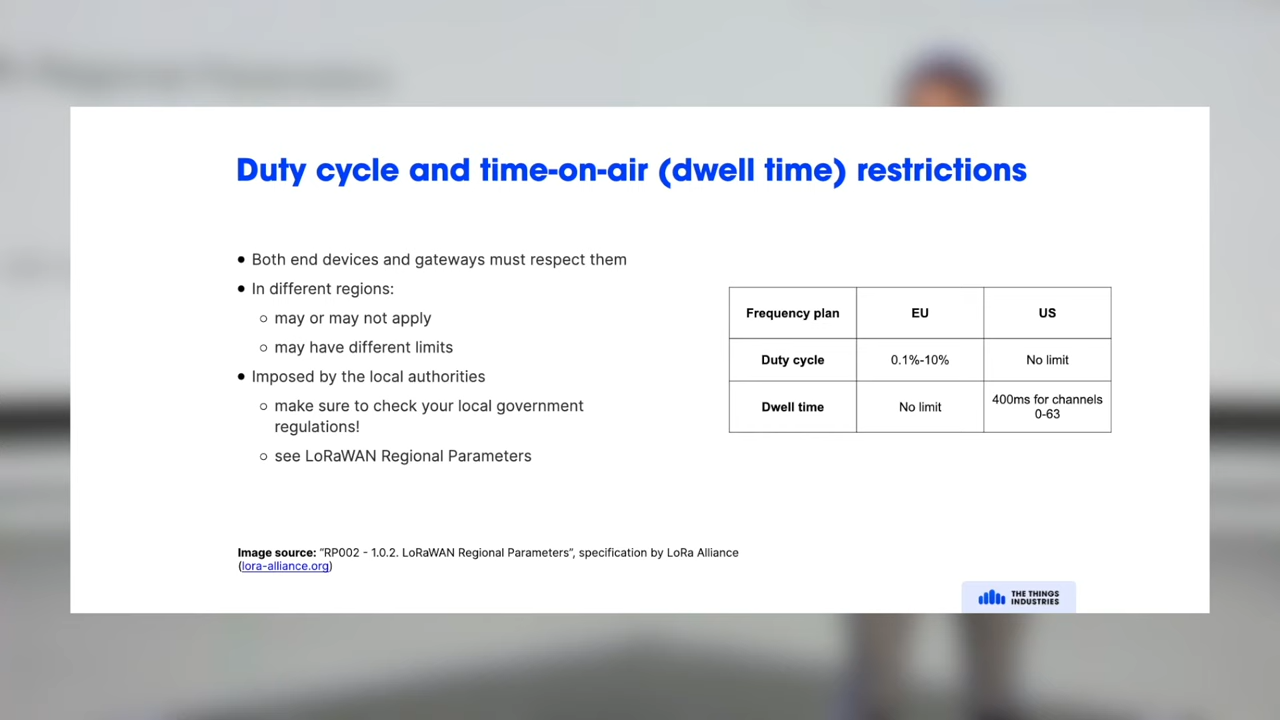 Duty cycle and time-on-air (dwell time) restrictions
● Both end devices and gateways must respect them
● In different regions:
○ may or may not apply
○ may have different limits
● Imposed by the local authorities
○ make sure to check your local government
regulations!
○ see LoRaWAN Regional Parameters
Frequency plan EU US
Duty cycle 0.1%-10% No limit
Dwell time No limit 400ms for channels
0-63
Image source: "RP002 - 1.0.2. LoRaWAN Regional Parameters", specification by LoRa Alliance
(lora-alliance.org)
THE THINGS
INDUSTRIES